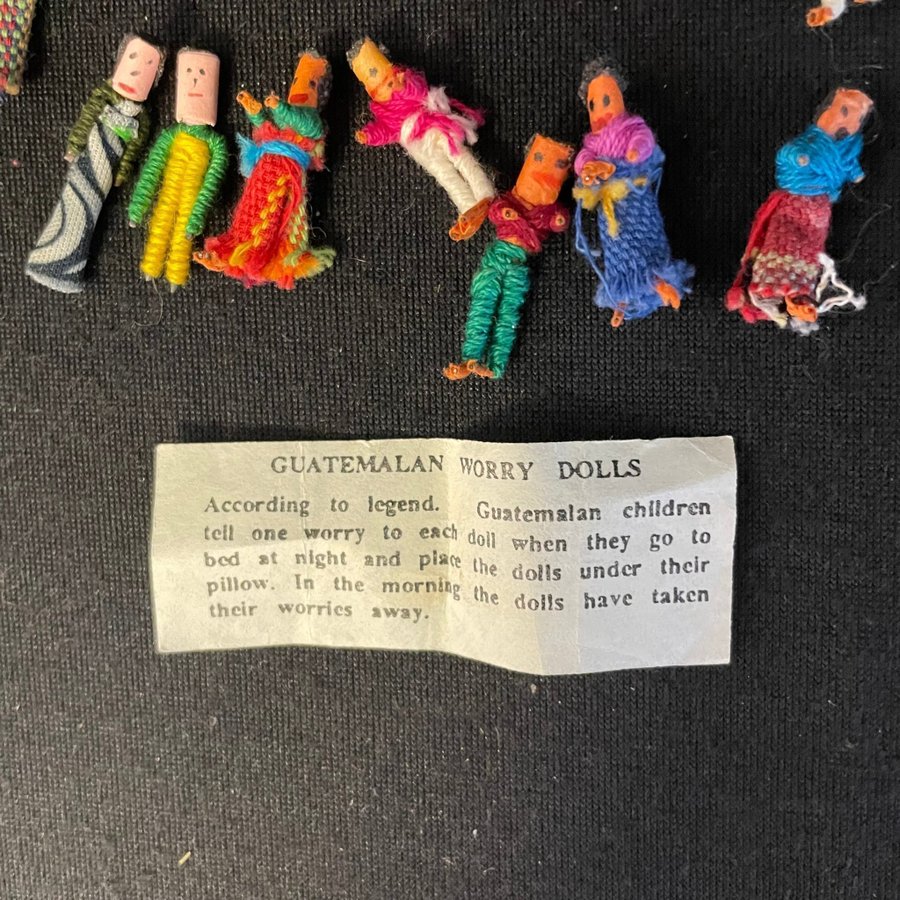 GUATEMALAN WORRY DOLLS
According to legend. Guatemalan children
tell one worry to each doll when they go to
bed at night and place the dolls under their
pillow. In the morning the dolls have taken
their worries away.